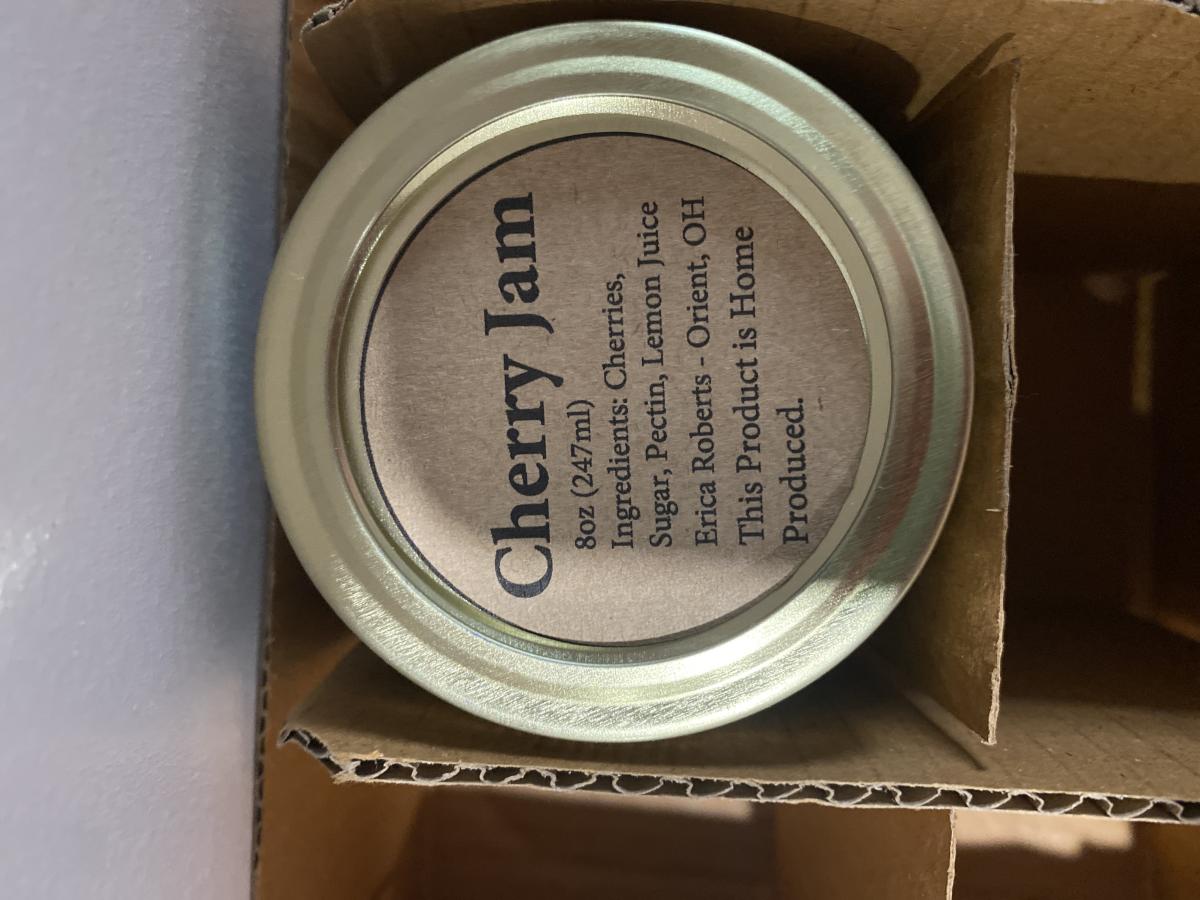 Cherry Jam
8oz (247ml)
Ingredients: Cherries,
Sugar, Pectin, Lemon Juice
Erica Roberts - Orient, OH
This Product is Home
Produced.